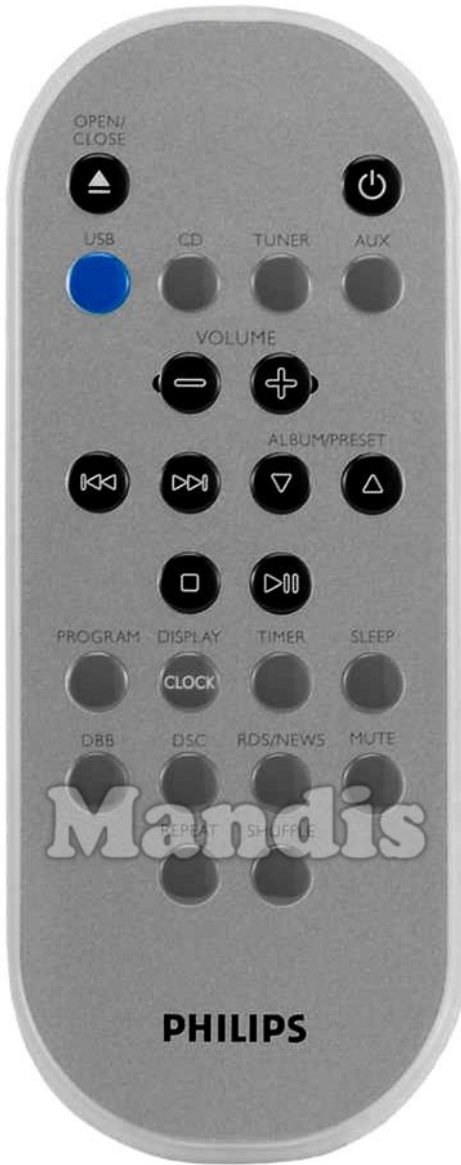 OPEN/
CLOSE
USB CD TUNER AUX
VOLUME
ALBUM/PRESET
PROGRAM DISPLAY TIMER SLEEP
CLOCK
DBB DSC RDS/NEWS MUTE
Mandis
REPEAT SHUFFLE
PHILIPS